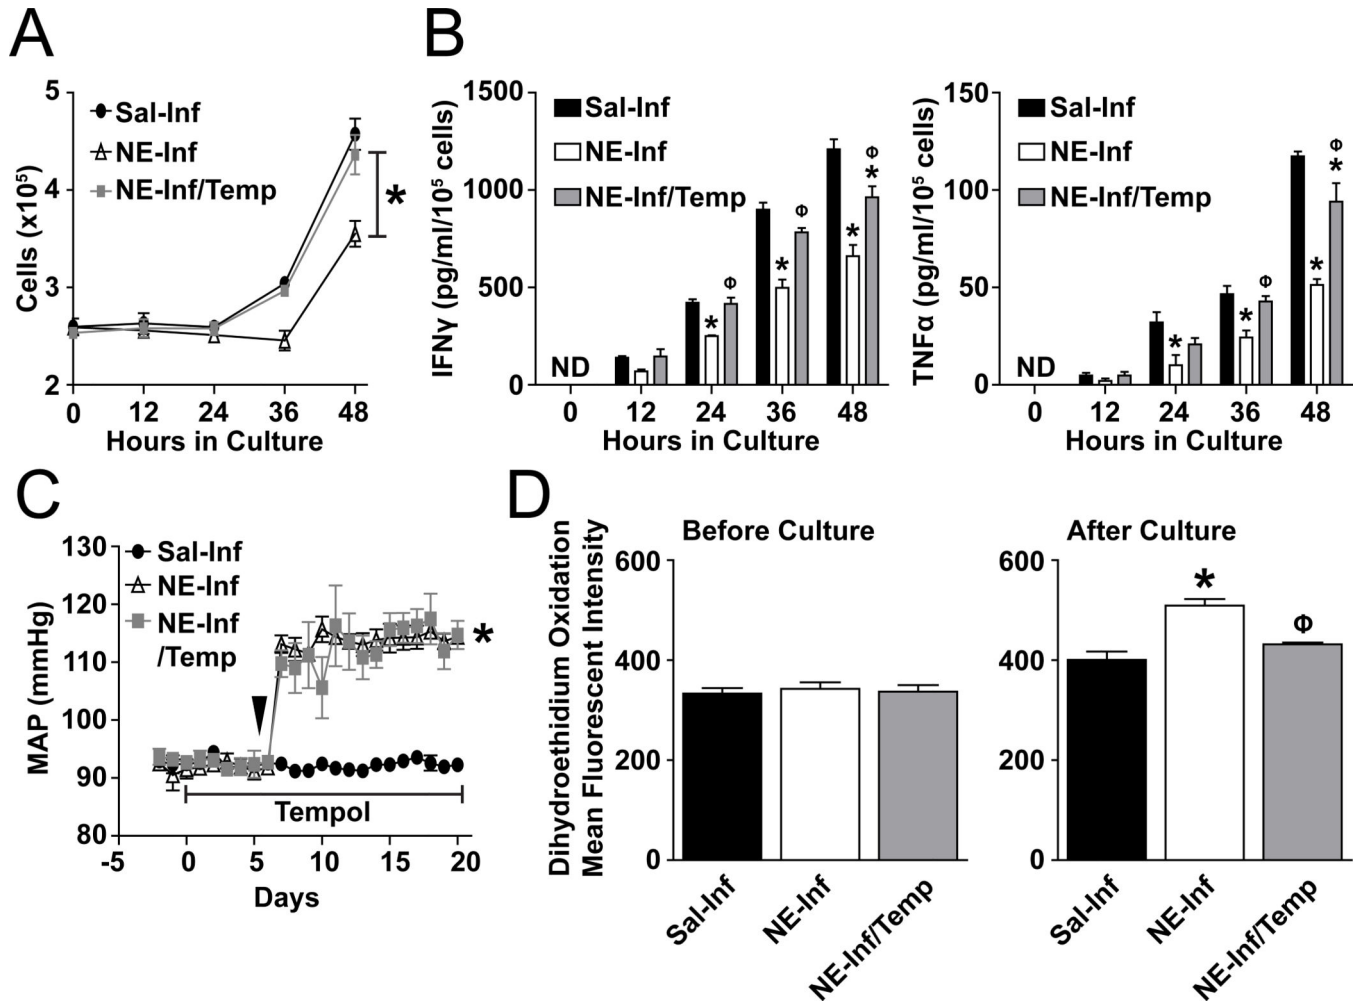 A
Cells (x10⁵)
5
4
3
2
Sal-Inf
NE-Inf
NE-Inf/Temp
*
0 12 24 36 48
Hours in Culture
B
IFNγ (pg/ml/10⁵ cells)
1500
1000
500
0
Sal-Inf
NE-Inf
NE-Inf/Temp
ND
* Φ
* Φ
* Φ *
0 12 24 36 48
Hours in Culture
TNFα (pg/ml/10⁵ cells)
150
100
50
0
Sal-Inf
NE-Inf
NE-Inf/Temp
ND
*
* Φ
* Φ *
0 12 24 36 48
Hours in Culture
C
MAP (mmHg)
130
120
110
100
90
80
Sal-Inf
NE-Inf
NE-Inf
/Temp
*
Tempol
-5 0 5 10 15 20
Days
D
Dihydroethidium Oxidation
Mean Fluorescent Intensity
Before Culture
600
400
200
0
Sal-Inf
NE-Inf
NE-Inf/Temp
After Culture
600
400
200
0
*
Φ
Sal-Inf
NE-Inf
NE-Inf/Temp